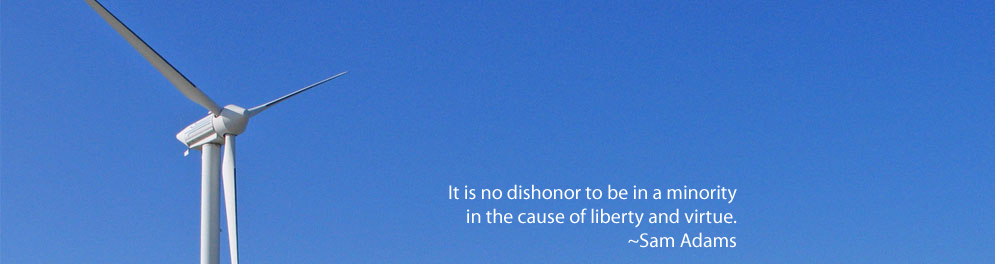 It is no dishonor to be in a minority
in the cause of liberty and virtue.
~Sam Adams